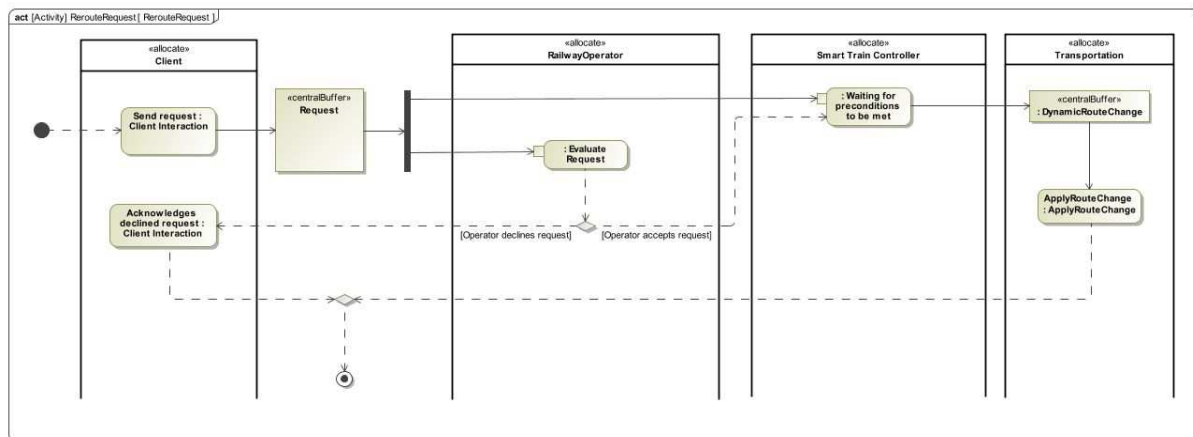 act [Activity] RerouteRequest[ RerouteRequest ]
«allocate»
Client
«allocate»
RailwayOperator
«allocate»
Smart Train Controller
«allocate»
Transportation
Send request :
Client Interaction
«centralBuffer»
Request
: Waiting for
preconditions
to be met
«centralBuffer»
: DynamicRouteChange
: Evaluate
Request
Acknowledges
declined request :
Client Interaction
ApplyRouteChange
: ApplyRouteChange
[Operator declines request]
[Operator accepts request]